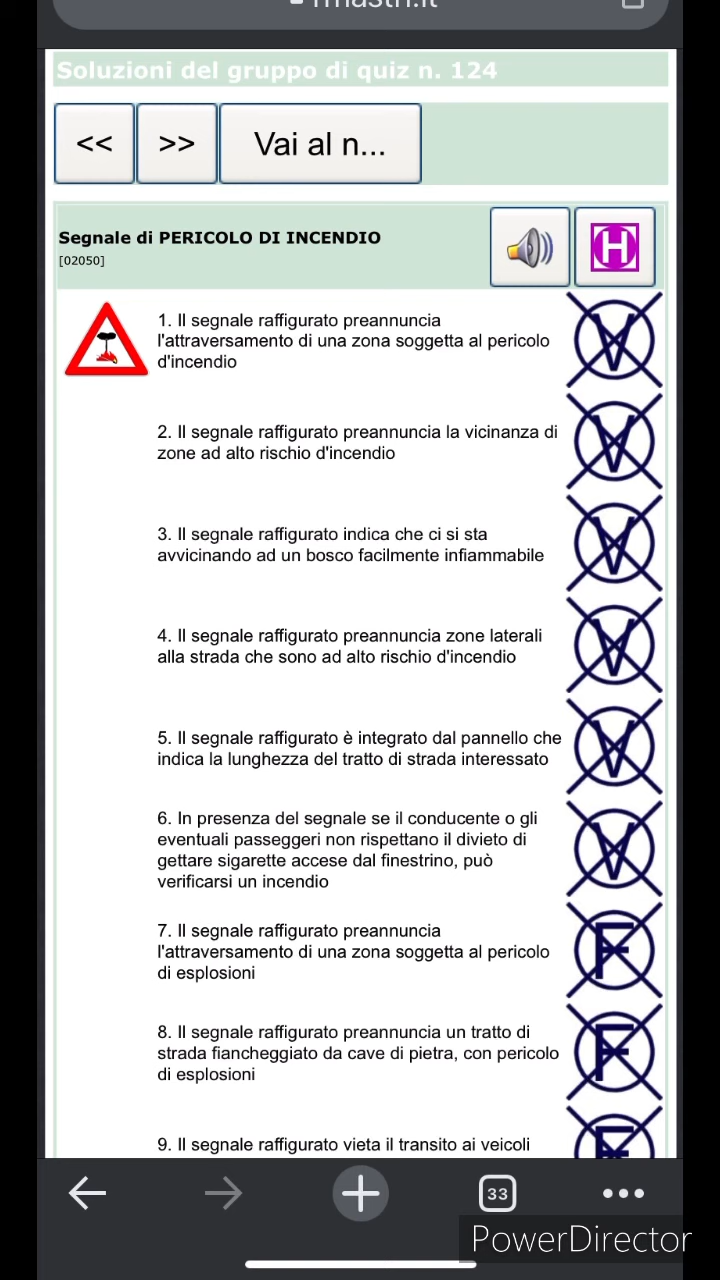 Soluzioni del gruppo di quiz n. 124
<< >> Vai al n...
Segnale di PERICOLO DI INCENDIO
[02050]
H
1. Il segnale raffigurato preannuncia
l'attraversamento di una zona soggetta al pericolo
d'incendio
V
2. Il segnale raffigurato preannuncia la vicinanza di
zone ad alto rischio d'incendio
V
3. Il segnale raffigurato indica che ci si sta
avvicinando ad un bosco facilmente infiammabile
V
4. Il segnale raffigurato preannuncia zone laterali
alla strada che sono ad alto rischio d'incendio
V
5. Il segnale raffigurato è integrato dal pannello che
indica la lunghezza del tratto di strada interessato
V
6. In presenza del segnale se il conducente o gli
eventuali passeggeri non rispettano il divieto di
gettare sigarette accese dal finestrino, può
verificarsi un incendio
V
7. Il segnale raffigurato preannuncia
l'attraversamento di una zona soggetta al pericolo
di esplosioni
F
8. Il segnale raffigurato preannuncia un tratto di
strada fiancheggiato da cave di pietra, con pericolo
di esplosioni
F
9. Il segnale raffigurato vieta il transito ai veicoli
F
33
PowerDirector